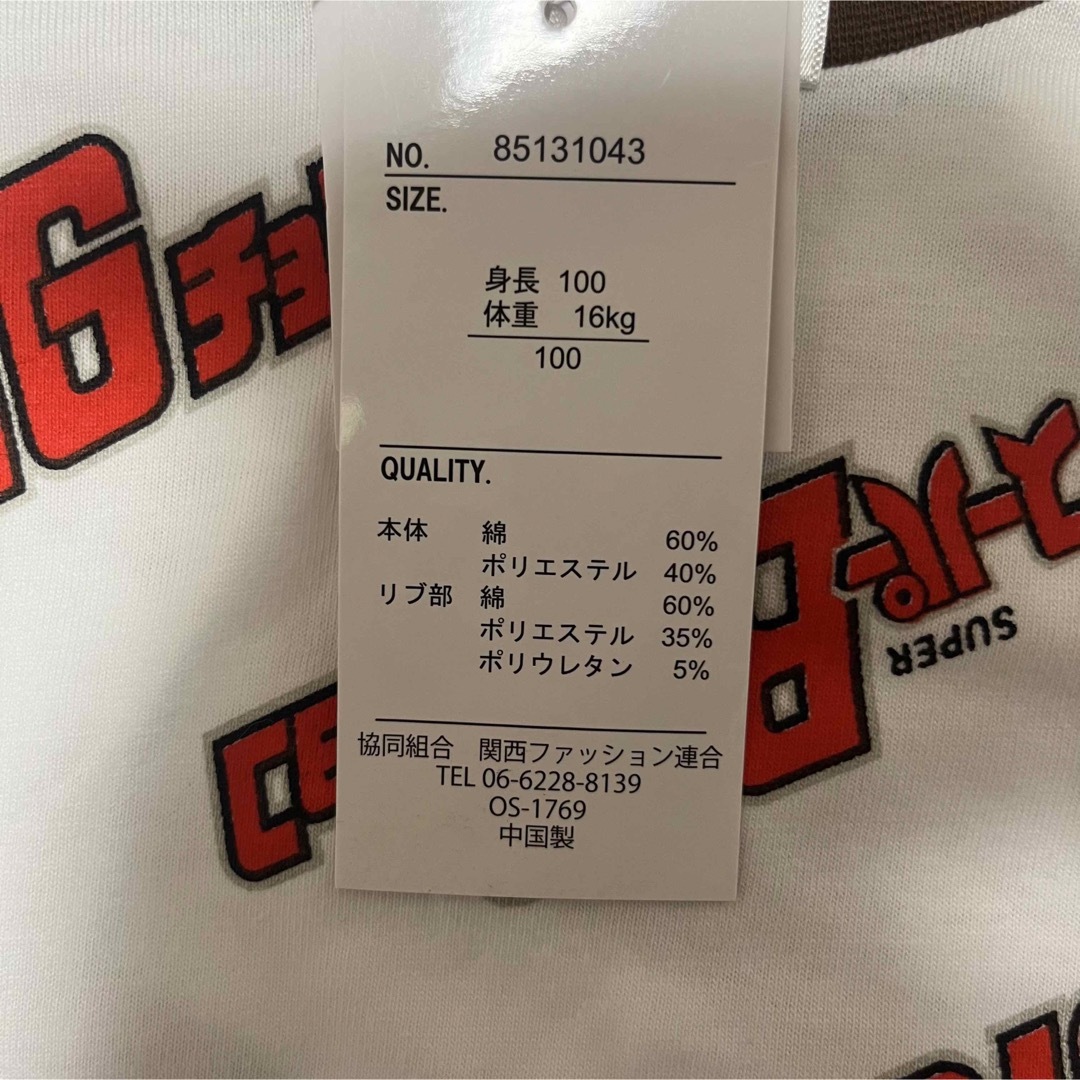 NO. 85131043
SIZE.
身長 100
体重 16kg
100
QUALITY.
本体 綿 60%
ポリエステル 40%
リブ部 綿 60%
ポリエステル 35%
ポリウレタン 5%
協同組合 関西ファッション連合
TEL 06-6228-8139
OS-1769
中国製
G チョ
SUPER